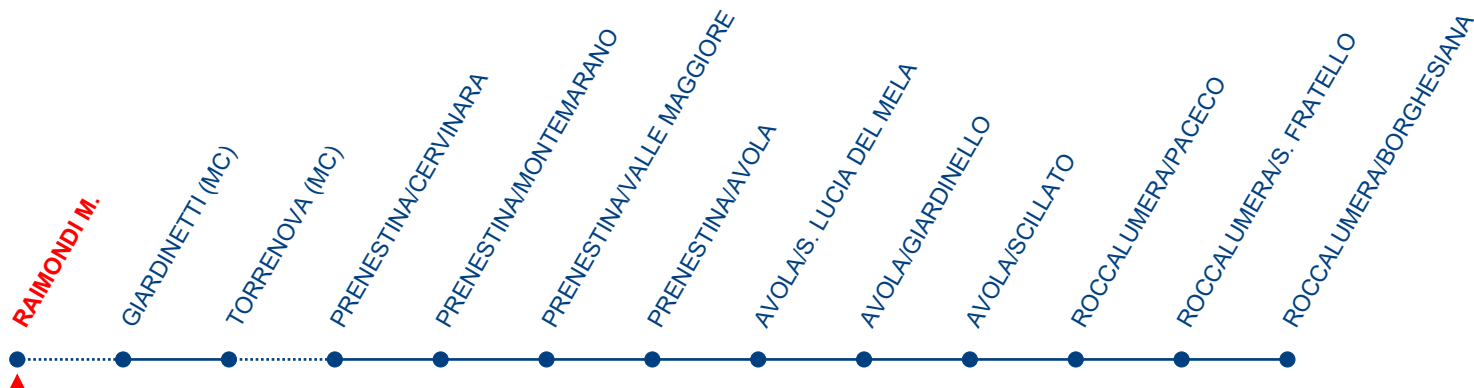 RAIMONDI M.
GIARDINETTI (MC)
TORRENOVA (MC)
PRENESTINA/CERVINARA
PRENESTINA/MONTEMARANO
PRENESTINA/VALLE MAGGIORE
PRENESTINA/AVOLA
AVOLA/S. LUCIA DEL MELA
AVOLA/GIARDINELLO
AVOLA/SCILLATO
ROCCALUMERA/PACECO
ROCCALUMERA/S. FRATELLO
ROCCALUMERA/BORGHESIANA